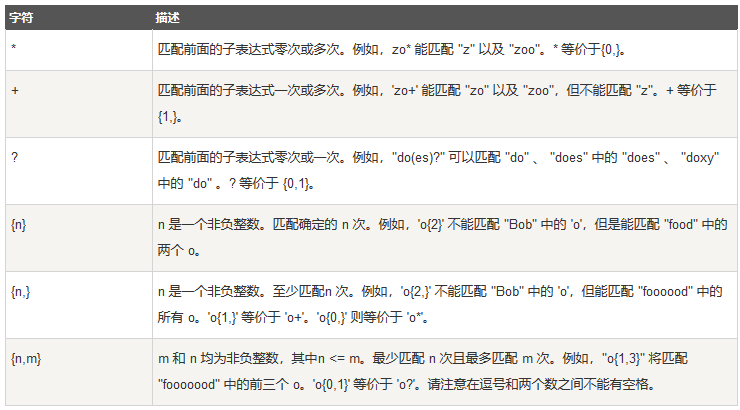 字符 描述
* 匹配前面的子表达式零次或多次。例如，zo* 能匹配 "z" 以及 "zoo"。* 等价于{0,}。
+ 匹配前面的子表达式一次或多次。例如，'zo+' 能匹配 "zo" 以及 "zoo"，但不能匹配 "z"。+ 等价于
{1,}。
? 匹配前面的子表达式零次或一次。例如，"do(es)?" 可以匹配 "do" 、 "does" 中的 "does" 、 "doxy"
中的 "do" 。? 等价于 {0,1}。
{n} n 是一个非负整数。匹配确定的 n 次。例如，'o{2}' 不能匹配 "Bob" 中的 'o'，但是能匹配 "food" 中的
两个 o。
{n,} n 是一个非负整数。至少匹配n 次。例如，'o{2,}' 不能匹配 "Bob" 中的 'o'，但能匹配 "foooood" 中的
所有 o。'o{1,}' 等价于 'o+'。'o{0,}' 则等价于 'o*'。
{n,m} m 和 n 均为非负整数，其中n <= m。最少匹配 n 次且最多匹配 m 次。例如，"o{1,3}" 将匹配
"fooooood" 中的前三个 o。'o{0,1}' 等价于 'o?'。请注意在逗号和两个数之间不能有空格。